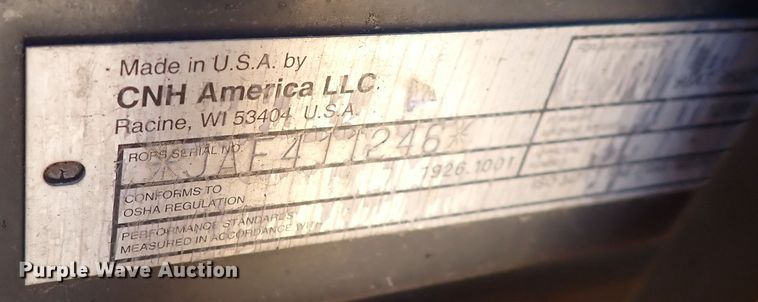 Made in U.S.A. by
CNH America LLC.
Racine, WI 53404 U.S.A.
ROPS SERIAL NO.
*JAF411246*
CONFORMS TO
OSHA REGULATION
1926.1001
PERFORMANCE STANDARDS
MEASURED IN ACCORDANCE WITH
Purple Wave Auction